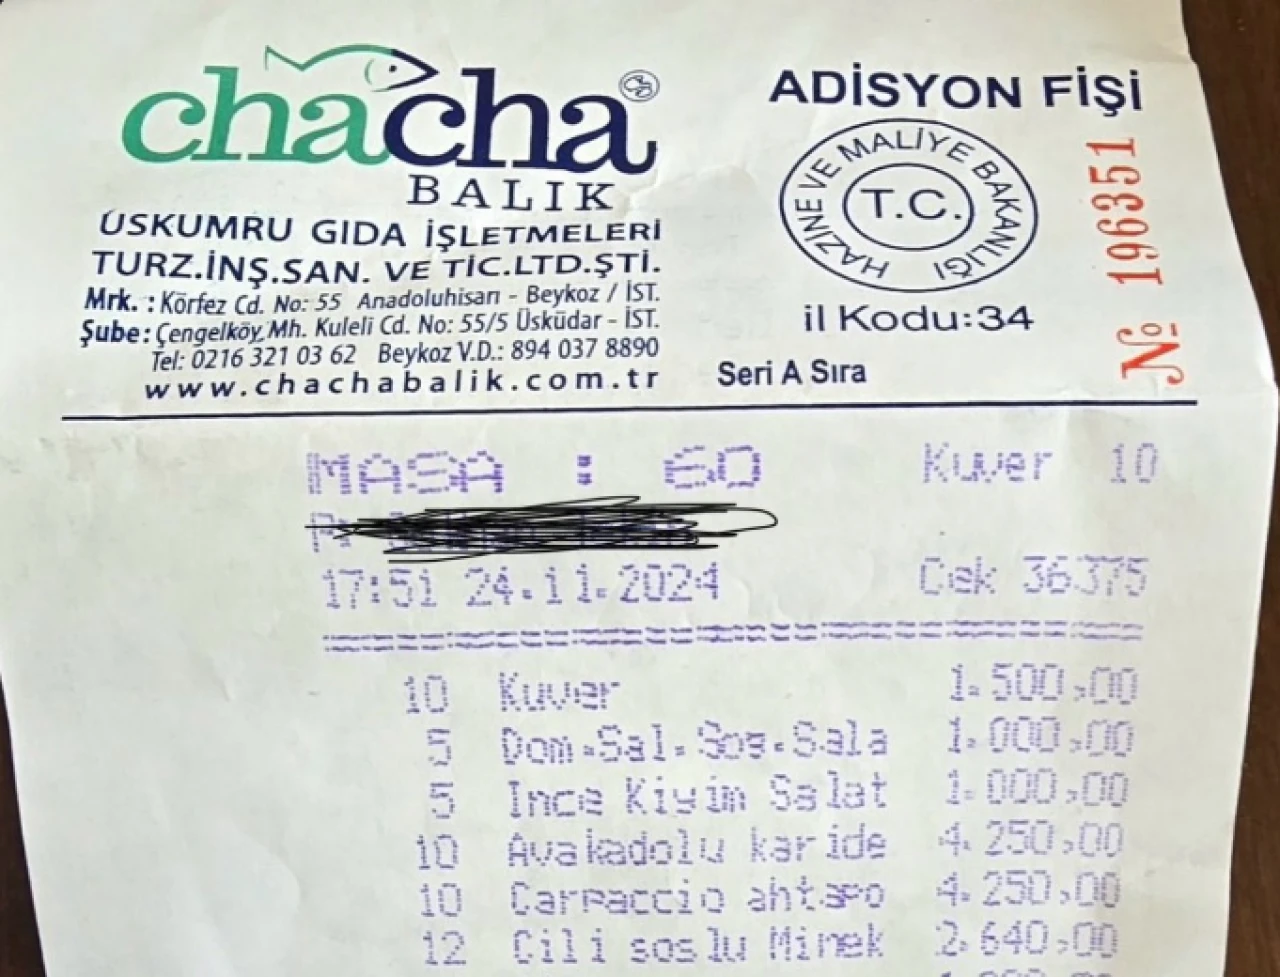 chacha
BALIK
ÜSKUMRU GIDA İŞLETMELERİ
TURZ.İNŞ.SAN. VE TİC.LTD.ŞTİ.
Mrk. : Körfez Cd. No: 55 Anadoluhisarı - Beykoz / İST.
Şube: Çengelköy Mh. Kuleli Cd. No: 55/5 Üsküdar - İST.
Tel: 0216 321 03 62 Beykoz V.D.: 894 037 8890
www.chachabalik.com.tr
ADİSYON FİŞİ
HAZİNE VE MALİYE BAKANLIĞI
T.C.
il Kodu:34
Seri A Sıra
№ 196351
MASA : 60 Kuver 10
17:51 24.11.2024 Cek 36375
10 Kuver 1.500,00
5 Dom.Sal.Sog.Sala 1.000,00
5 Ince Kiyim Salat 1.000,00
10 Avakadolu karide 4.250,00
10 Carpaccio ahtapo 4.250,00
12 Cili soslu Minek 2.640,00